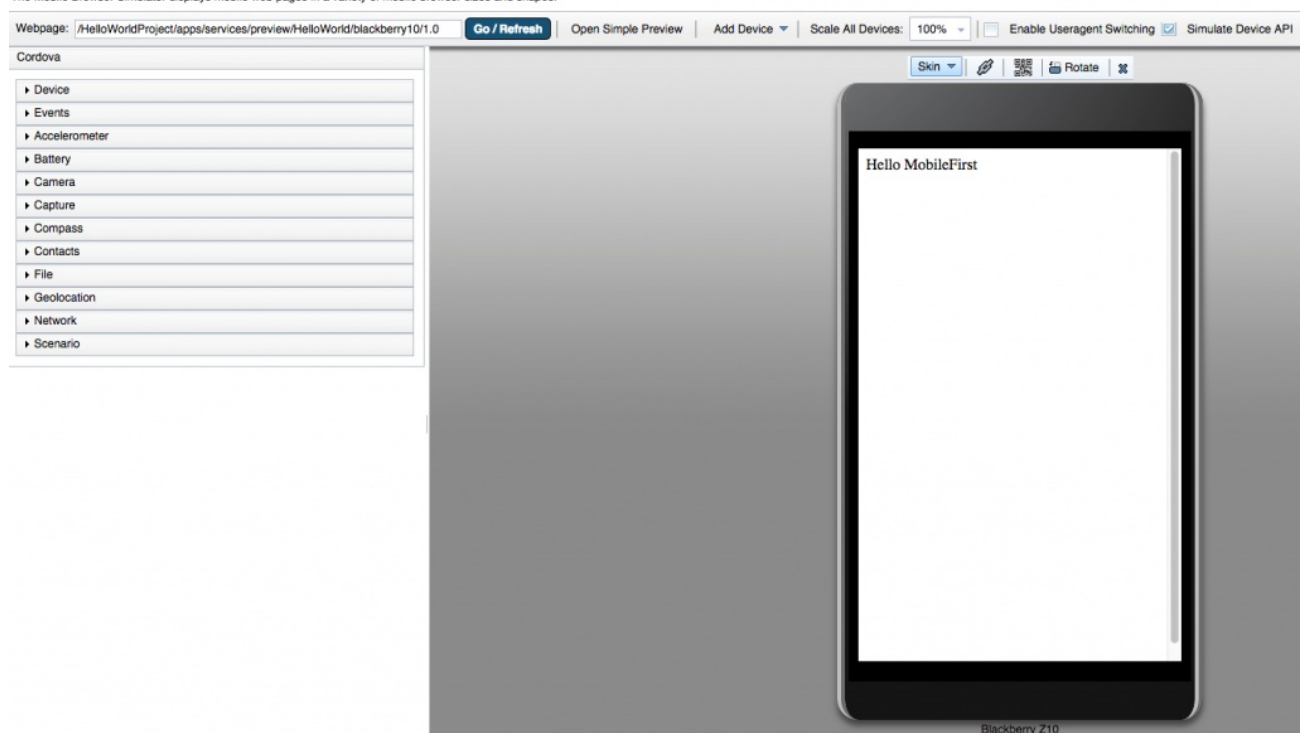 Webpage: /HelloWorldProject/apps/services/preview/HelloWorld/blackberry10/1.0 Go / Refresh Open Simple Preview Add Device Scale All Devices: 100% Enable Useragent Switching Simulate Device API
Cordova
Skin Rotate
Device
Events
Accelerometer
Battery
Camera
Capture
Compass
Contacts
File
Geolocation
Network
Scenario
Hello MobileFirst
Blackberry Z10